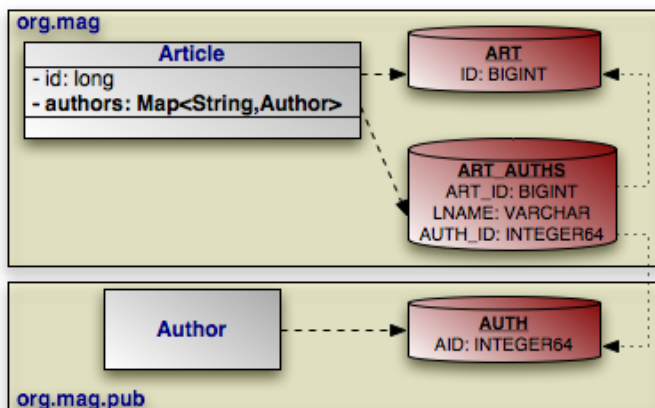 org.mag
Article
- id: long
- authors: Map<String,Author>
ART
ID: BIGINT
ART_AUTHS
ART_ID: BIGINT
LNAME: VARCHAR
AUTH_ID: INTEGER64
Author
AUTH
AID: INTEGER64
org.mag.pub